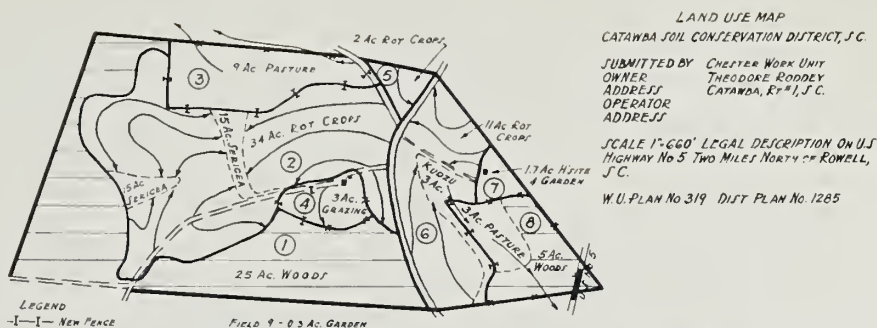 LAND USE MAP
CATAWBA SOIL CONSERVATION DISTRICT, S.C.
SUBMITTED BY CHESTER WORK UNIT
OWNER THEODORE RODDEY
ADDRESS CATAWBA, RT#1, S.C.
OPERATOR
ADDRESS
SCALE 1"-660' LEGAL DESCRIPTION ON U.S
HIGHWAY NO 5 TWO MILES NORTH OF ROWELL,
S.C.
W.U. PLAN NO 319 DIST PLAN NO. 1285
2 AC ROT CROPS
3
9 AC PASTURE
5
34 AC. ROT CROPS
11 AC ROT
CROPS
SERICEA
2
KUDZU
3 AC.
1.7 AC H'SITE
& GARDEN
7
SERICEA
4
3 AC.
GRAZING
3 AC. PASTURE
8
1
6
5 AC.
WOODS
25 AC. WOODS
LEGEND
NEW FENCE
FIELD 9 - 0.3 AC. GARDEN